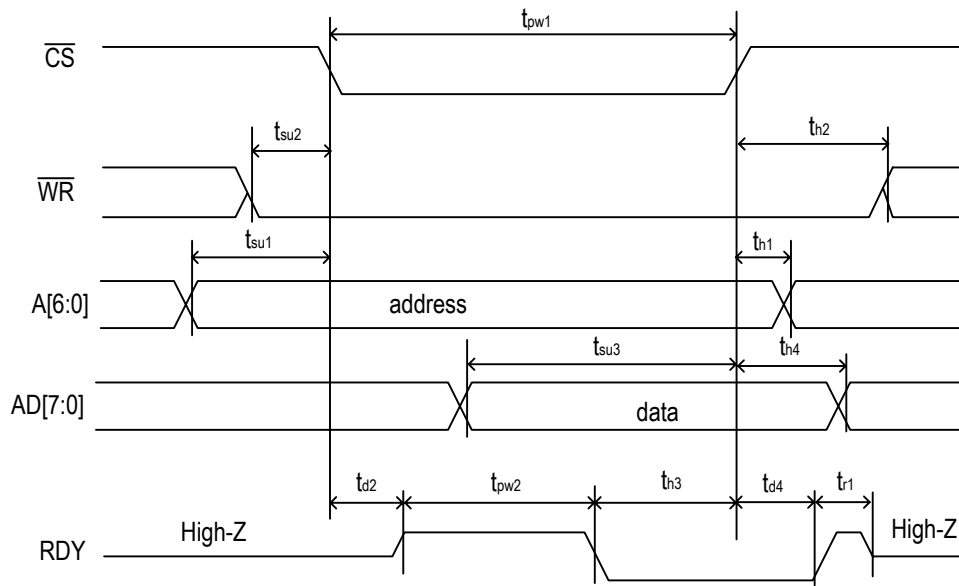 tpw1
CS
tsu2
th2
WR
tsu1
th1
A[6:0]
address
tsu3
th4
AD[7:0]
data
td2
tpw2
th3
td4
tr1
High-Z
High-Z
RDY